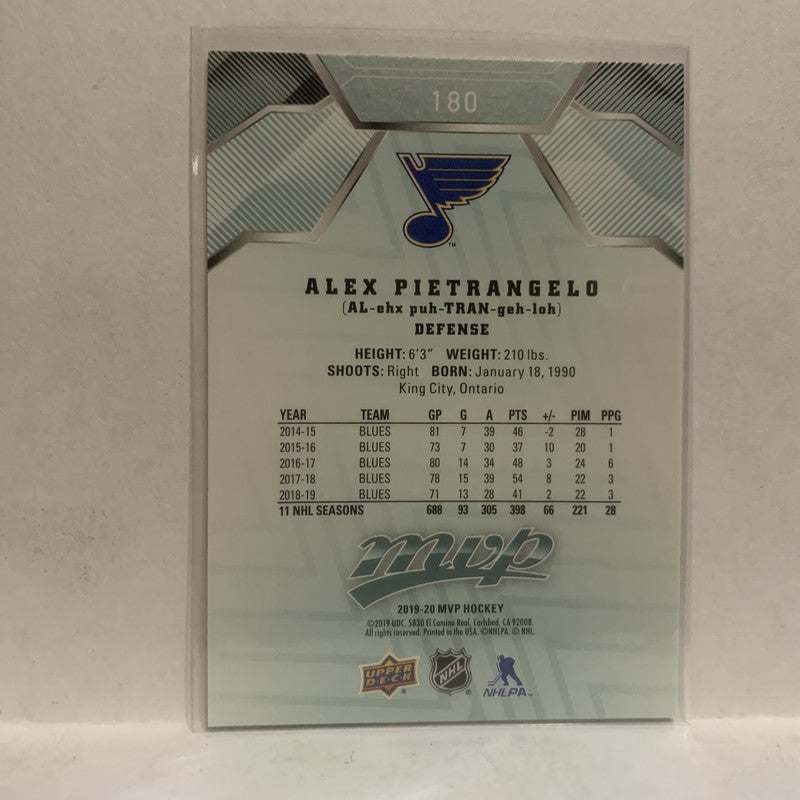 180
TM
ALEX PIETRANGELO
(AL-ehx puh-TRAN-geh-loh)
DEFENSE
HEIGHT: 6'3" WEIGHT: 210 lbs.
SHOOTS: Right BORN: January 18, 1990
King City, Ontario
YEAR TEAM GP G A PTS +/- PIM PPG
2014-15 BLUES 81 7 39 46 -2 28 1
2015-16 BLUES 73 7 30 37 10 20 1
2016-17 BLUES 80 14 34 48 3 24 6
2017-18 BLUES 78 15 39 54 8 22 3
2018-19 BLUES 71 13 28 41 2 22 3
11 NHL SEASONS 688 93 305 398 66 221 28
mvp
2019-20 MVP HOCKEY
©2019 UDC. 5830 El Camino Real, Carlsbad, CA 92008.
All rights reserved. Printed in the USA. ©NHLPA. © NHL.
UPPER DECK ® NHL ® NHLPA TM